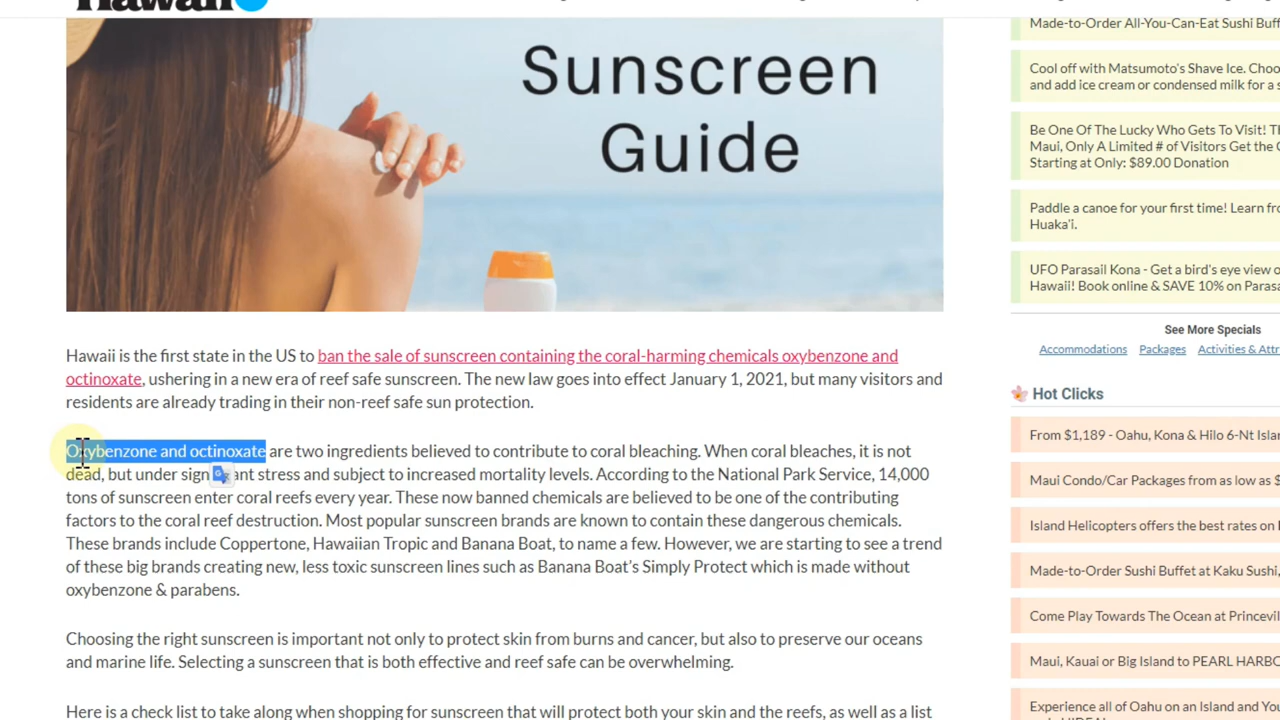 Hawaii
Sunscreen
Guide
Hawaii is the first state in the US to ban the sale of sunscreen containing the coral-harming chemicals oxybenzone and
octinoxate, ushering in a new era of reef safe sunscreen. The new law goes into effect January 1, 2021, but many visitors and
residents are already trading in their non-reef safe sun protection.
Oxybenzone and octinoxate are two ingredients believed to contribute to coral bleaching. When coral bleaches, it is not
dead, but under sign ant stress and subject to increased mortality levels. According to the National Park Service, 14,000
tons of sunscreen enter coral reefs every year. These now banned chemicals are believed to be one of the contributing
factors to the coral reef destruction. Most popular sunscreen brands are known to contain these dangerous chemicals.
These brands include Coppertone, Hawaiian Tropic and Banana Boat, to name a few. However, we are starting to see a trend
of these big brands creating new, less toxic sunscreen lines such as Banana Boat's Simply Protect which is made without
oxybenzone & parabens.
Choosing the right sunscreen is important not only to protect skin from burns and cancer, but also to preserve our oceans
and marine life. Selecting a sunscreen that is both effective and reef safe can be overwhelming.
Here is a check list to take along when shopping for sunscreen that will protect both your skin and the reefs, as well as a list
Made-to-Order All-You-Can-Eat Sushi Buff
Cool off with Matsumoto's Shave Ice. Choo
and add ice cream or condensed milk for a s
Be One Of The Lucky Who Gets To Visit! T
Maui, Only A Limited # of Visitors Get the C
Starting at Only: $89.00 Donation
Paddle a canoe for your first time! Learn fro
Huaka'i.
UFO Parasail Kona - Get a bird's eye view o
Hawaii! Book online & SAVE 10% on Paras
See More Specials
Accommodations Packages Activities & Attr
Hot Clicks
From $1,189 - Oahu, Kona & Hilo 6-Nt Islan
Maui Condo/Car Packages from as low as $
Island Helicopters offers the best rates on
Made-to-Order Sushi Buffet at Kaku Sushi,
Come Play Towards The Ocean at Princevil
Maui, Kauai or Big Island to PEARL HARBO
Experience all of Oahu on an Island and You